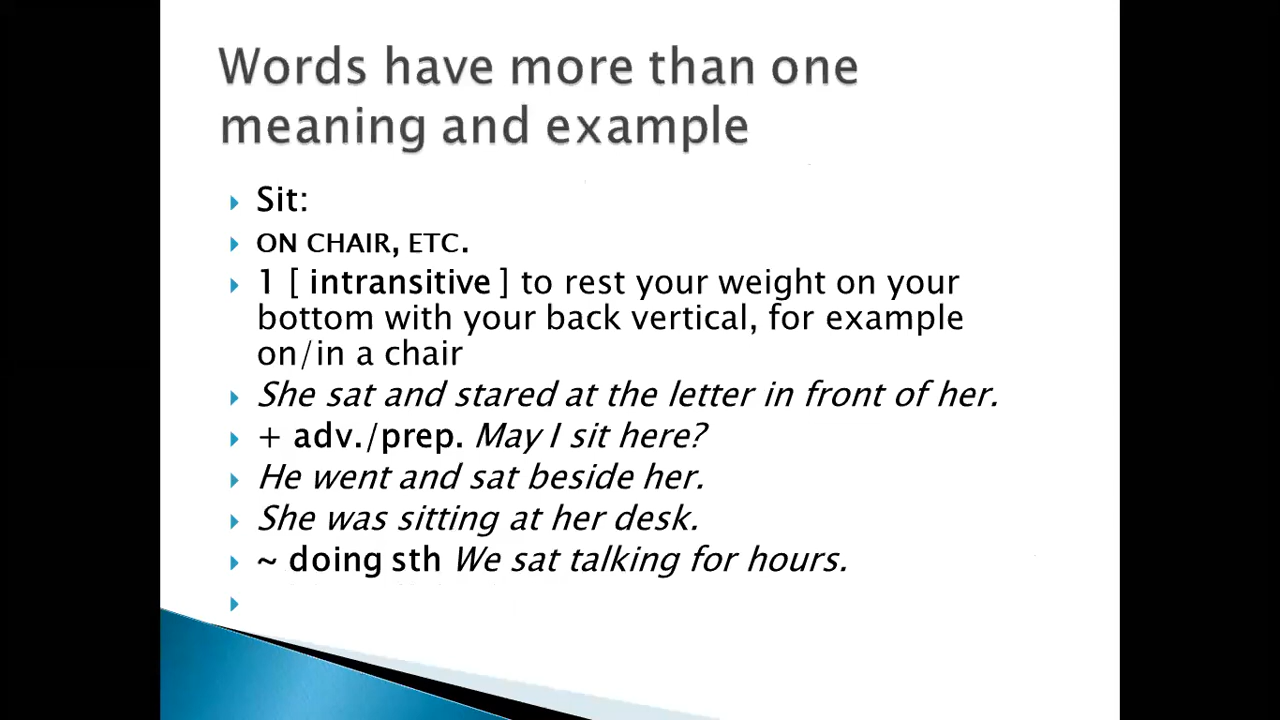 Words have more than one
meaning and example
Sit:
ON CHAIR, ETC.
1 [ intransitive ] to rest your weight on your
bottom with your back vertical, for example
on/in a chair
She sat and stared at the letter in front of her.
+ adv./prep. May I sit here?
He went and sat beside her.
She was sitting at her desk.
~ doing sth We sat talking for hours.